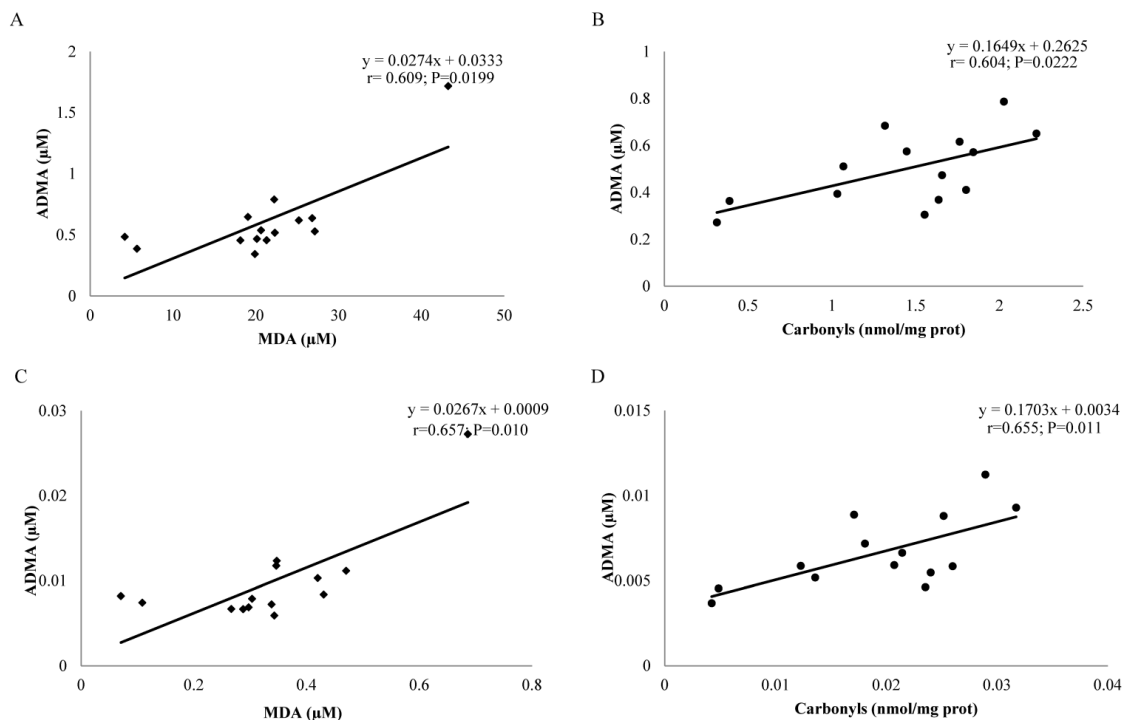 A
y = 0.0274x + 0.0333
r= 0.609; P=0.0199
2
1.5
1
0.5
0
ADMA (µM)
0
10
20
30
40
50
MDA (µM)
B
y = 0.1649x + 0.2625
r= 0.604; P=0.0222
1
0.8
0.6
0.4
0.2
0
ADMA (µM)
0
0.5
1
1.5
2
2.5
Carbonyls (nmol/mg prot)
C
y = 0.0267x + 0.0009
r=0.657; P=0.010
0.03
0.02
0.01
0
ADMA (µM)
0
0.2
0.4
0.6
0.8
MDA (µM)
D
y = 0.1703x + 0.0034
r=0.655; P=0.011
0.015
0.01
0.005
0
ADMA (µM)
0
0.01
0.02
0.03
0.04
Carbonyls (nmol/mg prot)